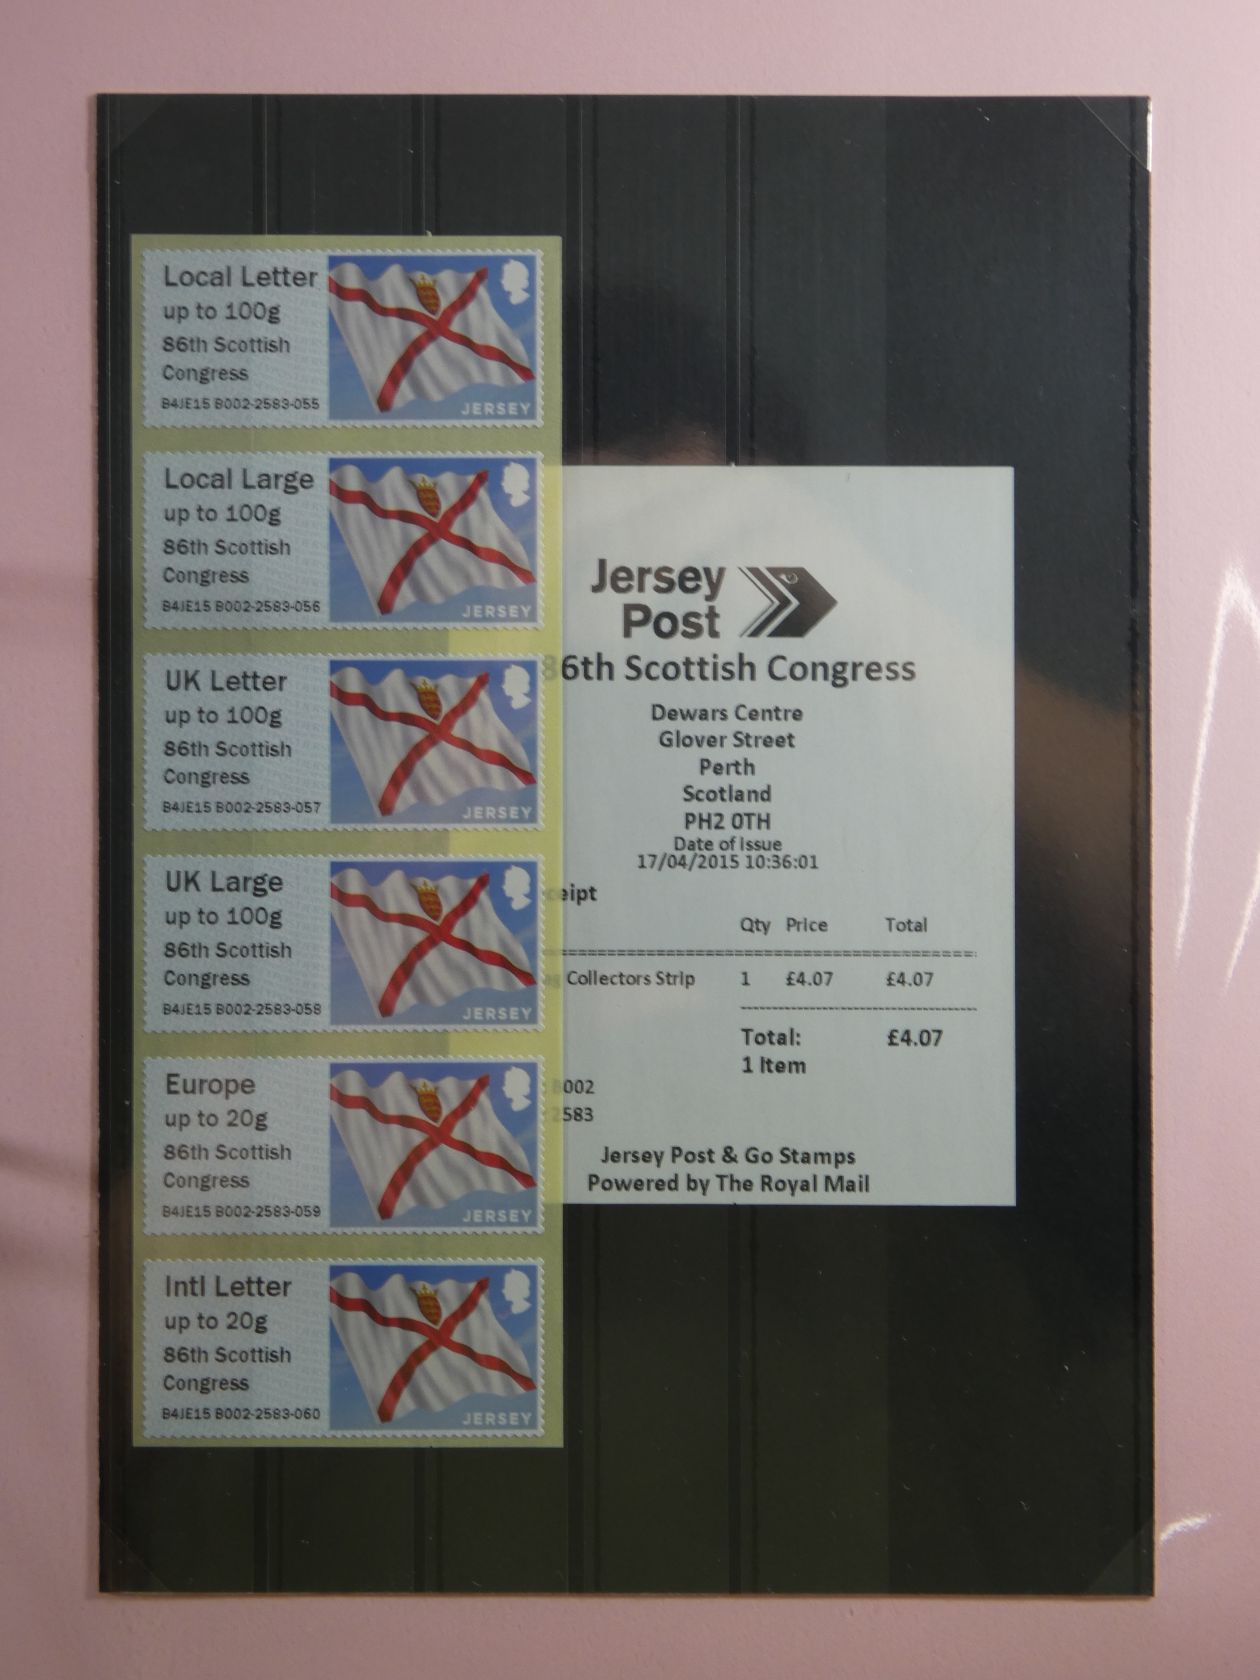 Local Letter
up to 100g
86th Scottish
Congress
B4JE15 B002-2583-055
JERSEY
Local Large
up to 100g
86th Scottish
Congress
B4JE15 B002-2583-056
JERSEY
UK Letter
up to 100g
86th Scottish
Congress
B4JE15 B002-2583-057
JERSEY
UK Large
up to 100g
86th Scottish
Congress
B4JE15 B002-2583-058
JERSEY
Europe
up to 20g
86th Scottish
Congress
B4JE15 B002-2583-059
JERSEY
Intl Letter
up to 20g
86th Scottish
Congress
B4JE15 B002-2583-060
JERSEY
Jersey
Post
86th Scottish Congress
Dewars Centre
Glover Street
Perth
Scotland
PH2 0TH
Date of Issue
17/04/2015 10:36:01
Qty Price Total
Collectors Strip 1 £4.07 £4.07
Total: £4.07
1 Item
B002
2583
Jersey Post & Go Stamps
Powered by The Royal Mail